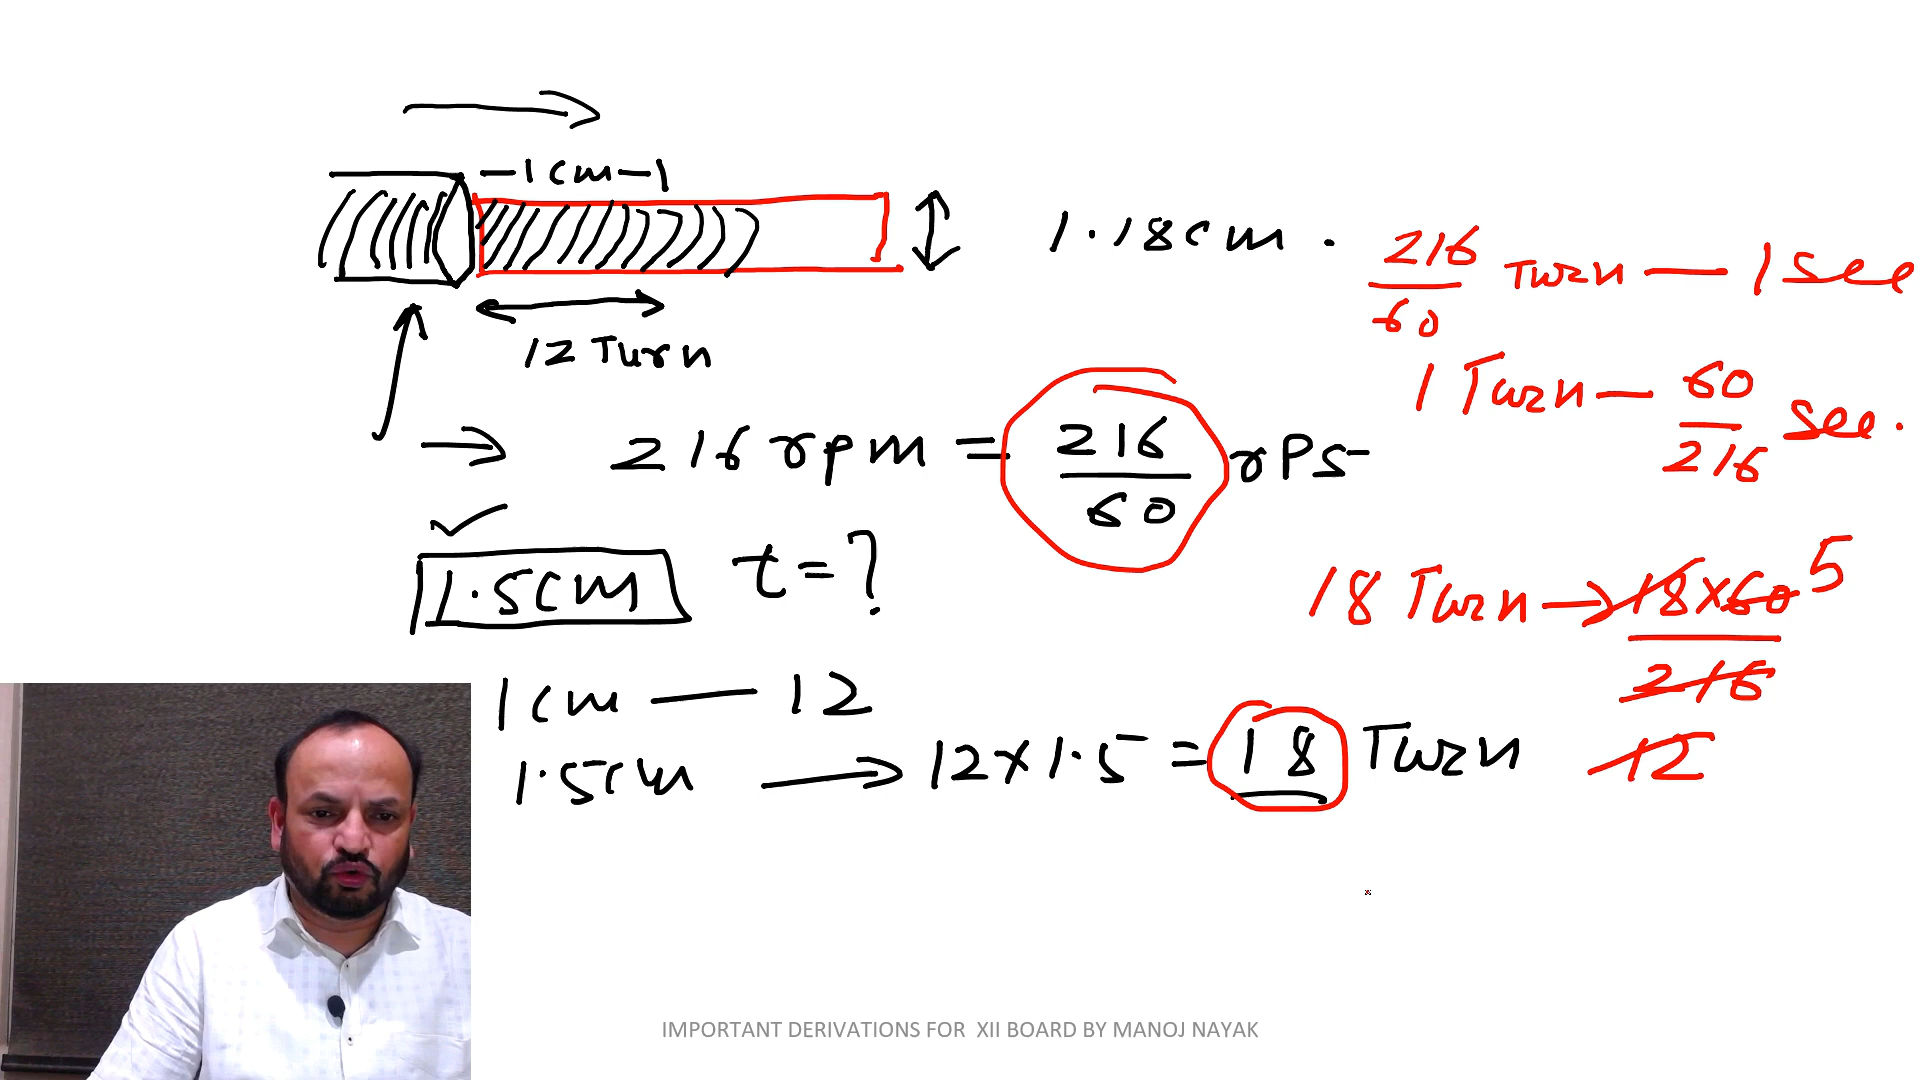 1cm
12 Turn
1.18cm.
216/60 Turn — 1 sec
1 Turn — 60/216 sec.
→ 216 rpm = 216/60 rPs
✓
1.5cm t = ?
18 Turn → 18×60 5
216
12
1cm — 12
1.5cm → 12×1.5 = 18 Turn
IMPORTANT DERIVATIONS FOR XII BOARD BY MANOJ NAYAK